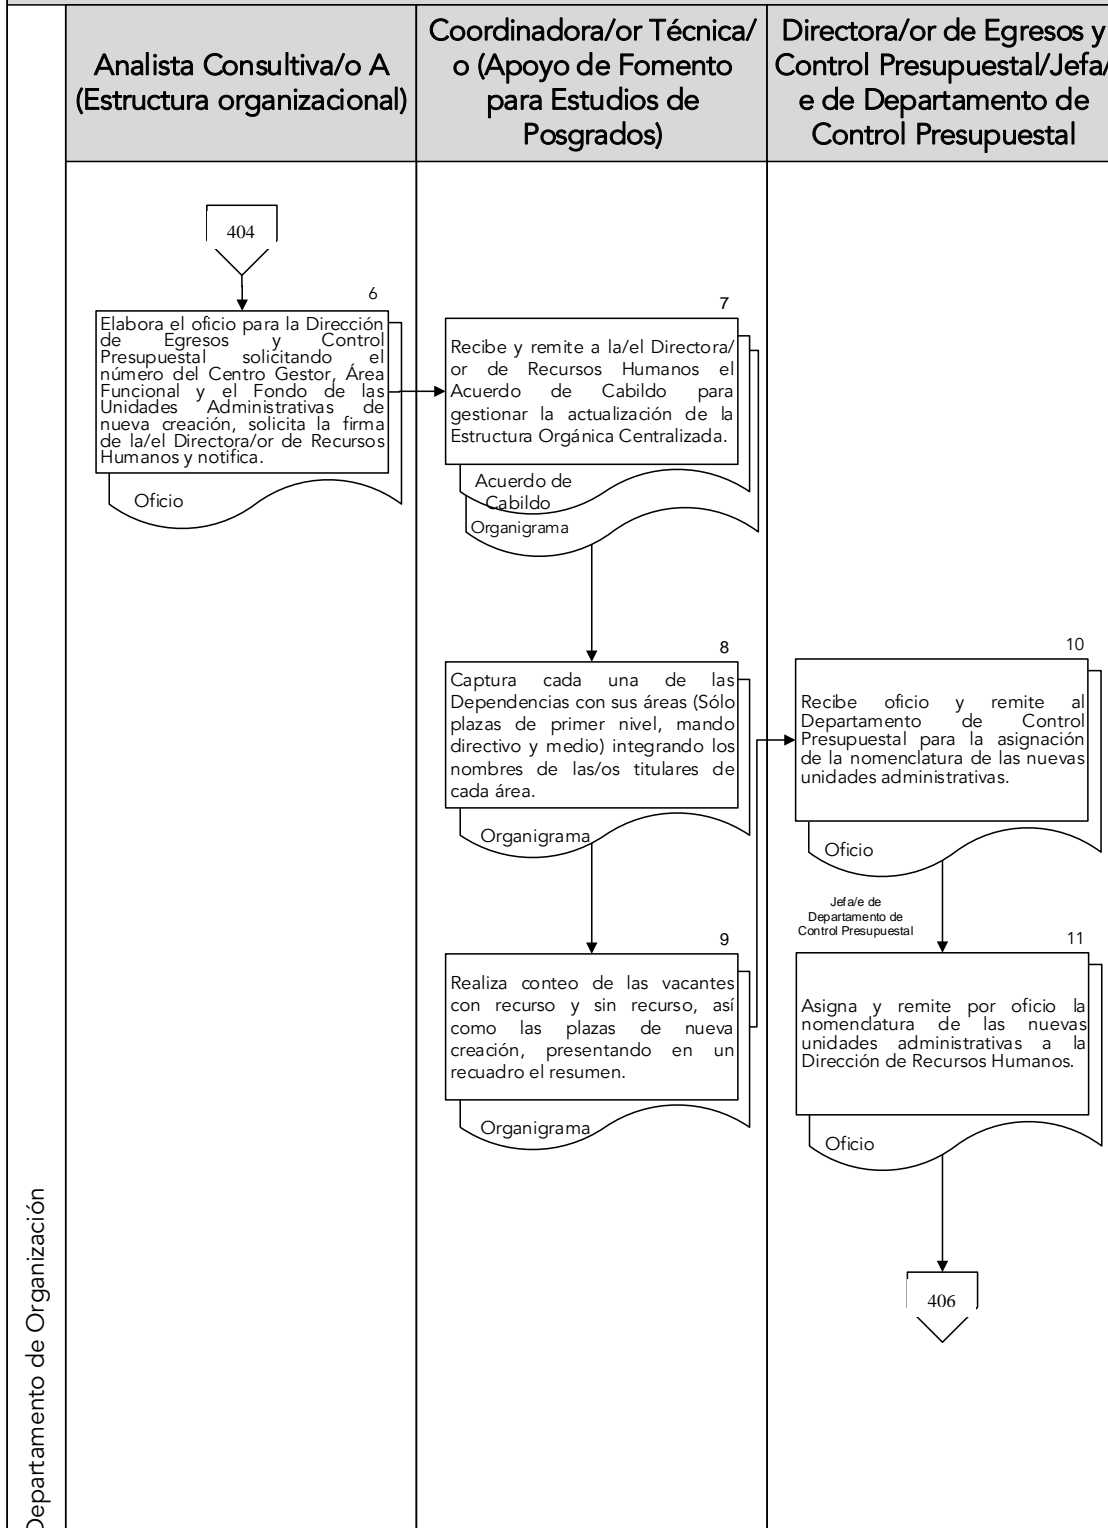 Analista Consultiva/o A
(Estructura organizacional)
Coordinadora/or Técnica/
o (Apoyo de Fomento
para Estudios de
Posgrados)
Directora/or de Egresos y
Control Presupuestal/Jefa/
e de Departamento de
Control Presupuestal
404
6
Elabora el oficio para la Dirección
de Egresos y Control
Presupuestal solicitando el
número del Centro Gestor, Área
Funcional y el Fondo de las
Unidades Administrativas de
nueva creación, solicita la firma
de la/el Directora/or de Recursos
Humanos y notifica.
Oficio
7
Recibe y remite a la/el Directora/
or de Recursos Humanos el
Acuerdo de Cabildo para
gestionar la actualización de la
Estructura Orgánica Centralizada.
Acuerdo de
Cabildo
Organigrama
8
Captura cada una de las
Dependencias con sus áreas (Sólo
plazas de primer nivel, mando
directivo y medio) integrando los
nombres de las/os titulares de
cada área.
Organigrama
9
Realiza conteo de las vacantes
con recurso y sin recurso, así
como las plazas de nueva
creación, presentando en un
recuadro el resumen.
Organigrama
10
Recibe oficio y remite al
Departamento de Control
Presupuestal para la asignación
de la nomenclatura de las nuevas
unidades administrativas.
Oficio
Jefa/e de
Departamento de
Control Presupuestal
11
Asigna y remite por oficio la
nomenclatura de las nuevas
unidades administrativas a la
Dirección de Recursos Humanos.
Oficio
406
Departamento de Organización